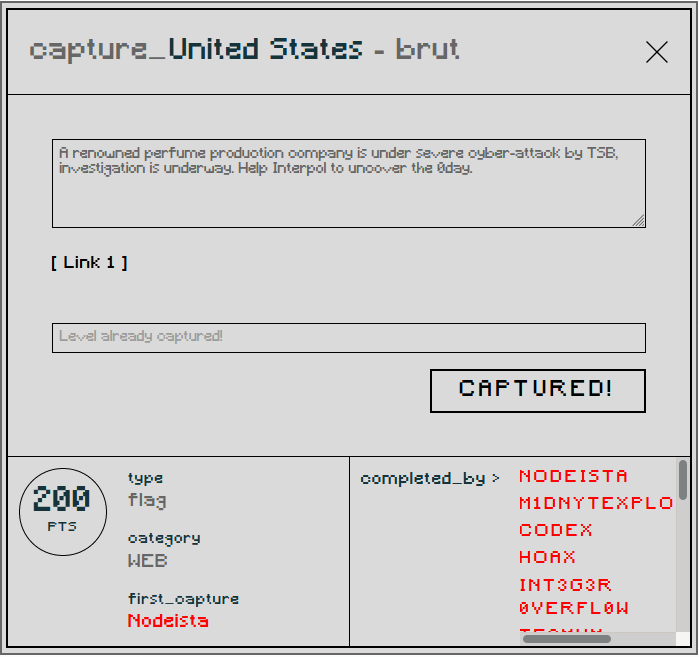 capture_United States - brut
A renowned perfume production company is under severe cyber-attack by TSB,
investigation is underway. Help Interpol to uncover the 0day.
[ Link 1 ]
Level already captured!
CAPTURED!
200
PTS
type
flag
category
WEB
first_capture
Nodeista
completed_by >
NODEISTA
M1DNYTEXPLO
CODEX
HOAX
INT3G3R
0VERFL0W